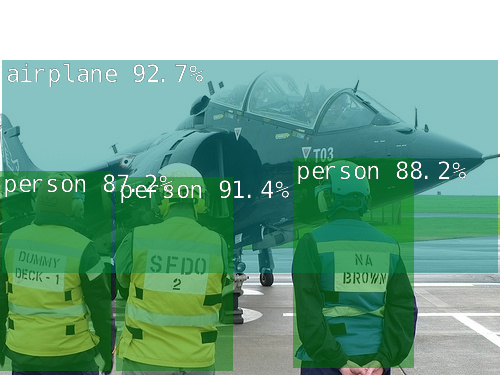 airplane 92.7%
T03
person 87.2%
person 91.4%
person 88.2%
DUMMY
DECK-1
SFDO
2
NA
BROWN